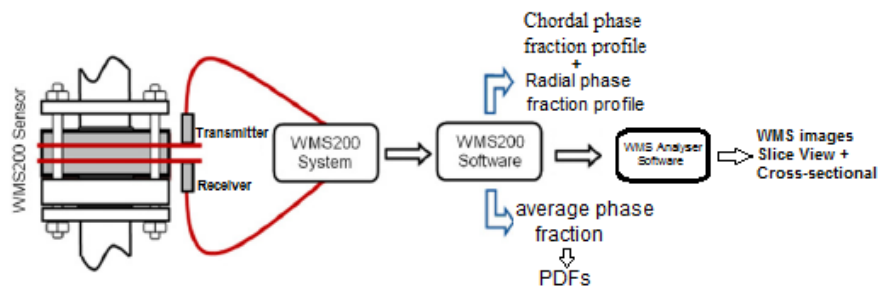 WMS200 Sensor
Transmitter
Receiver
WMS200
System
WMS200
Software
Chordal phase
fraction profile
+
Radial phase
fraction profile
average phase
fraction
PDFs
WMS Analyser
Software
WMS images
Slice View +
Cross-sectional